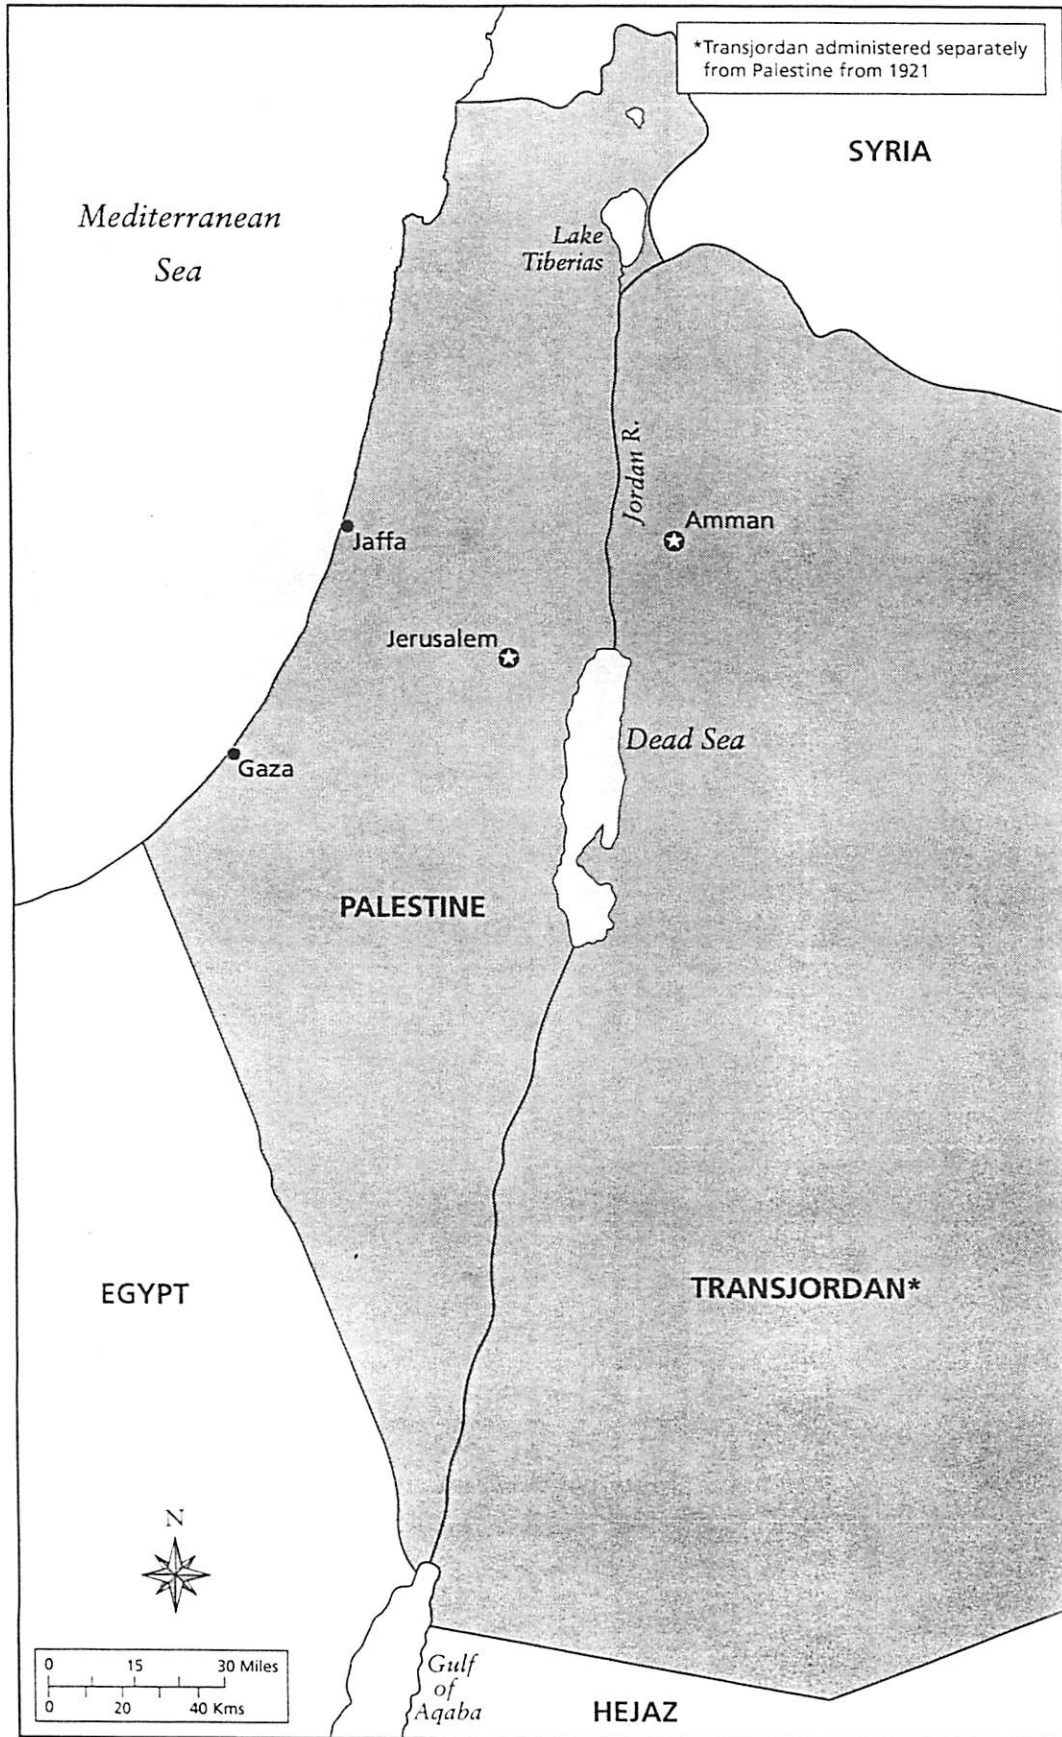 *Transjordan administered separately
from Palestine from 1921
SYRIA
Mediterranean
Sea
Lake
Tiberias
Jordan R.
Amman
Jaffa
Jerusalem
Dead Sea
Gaza
PALESTINE
EGYPT
TRANSJORDAN*
N
0 15 30 Miles
0 20 40 Kms
Gulf
of
Aqaba
HEJAZ